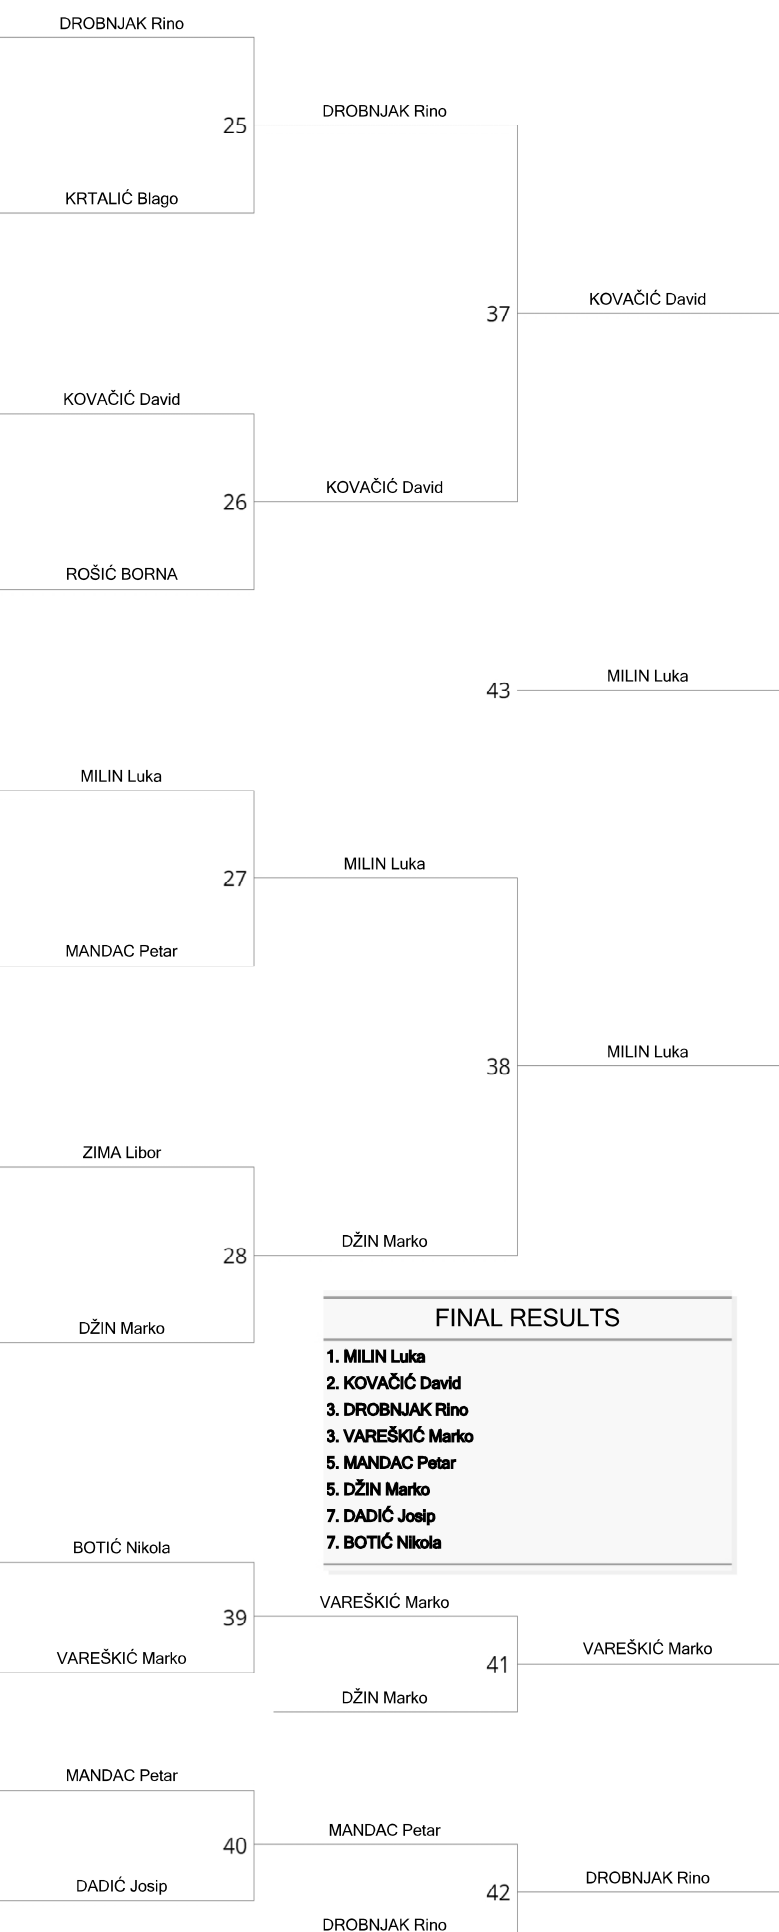 DROBNJAK Rino
25
DROBNJAK Rino
KRTALIĆ Blago
37
KOVAČIĆ David
KOVAČIĆ David
26
KOVAČIĆ David
ROŠIĆ BORNA
43
MILIN Luka
MILIN Luka
27
MILIN Luka
MANDAC Petar
38
MILIN Luka
ZIMA Libor
28
DŽIN Marko
DŽIN Marko
FINAL RESULTS
1. MILIN Luka
2. KOVAČIĆ David
3. DROBNJAK Rino
3. VAREŠKIĆ Marko
5. MANDAC Petar
5. DŽIN Marko
7. DADIĆ Josip
7. BOTIĆ Nikola
BOTIĆ Nikola
39
VAREŠKIĆ Marko
VAREŠKIĆ Marko
41
VAREŠKIĆ Marko
DŽIN Marko
MANDAC Petar
40
MANDAC Petar
DADIĆ Josip
42
DROBNJAK Rino
DROBNJAK Rino